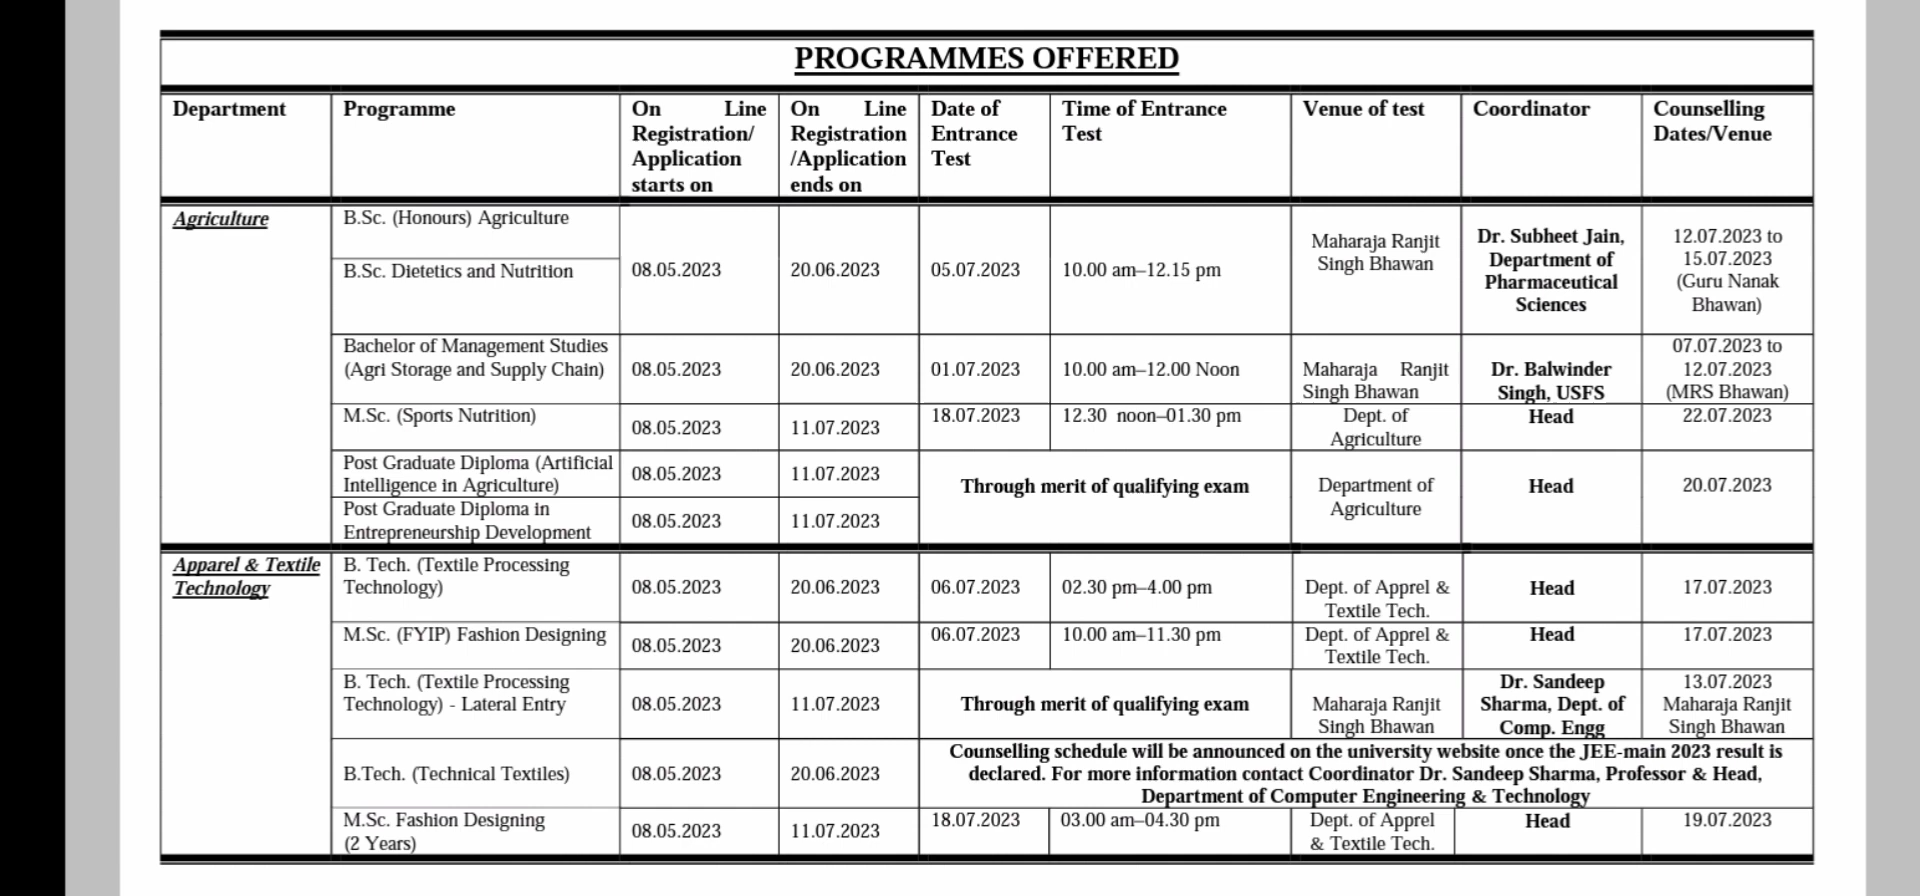 PROGRAMMES OFFERED
Department
Programme
On Line
Registration/
Application
starts on
On Line
Registration
/Application
ends on
Date of
Entrance
Test
Time of Entrance
Test
Venue of test
Coordinator
Counselling
Dates/Venue
Agriculture
B.Sc. (Honours) Agriculture
B.Sc. Dietetics and Nutrition
08.05.2023
20.06.2023
05.07.2023
10.00 am–12.15 pm
Maharaja Ranjit
Singh Bhawan
Dr. Subheet Jain,
Department of
Pharmaceutical
Sciences
12.07.2023 to
15.07.2023
(Guru Nanak
Bhawan)
Bachelor of Management Studies
(Agri Storage and Supply Chain)
08.05.2023
20.06.2023
01.07.2023
10.00 am–12.00 Noon
Maharaja Ranjit
Singh Bhawan
Dr. Balwinder
Singh, USFS
07.07.2023 to
12.07.2023
(MRS Bhawan)
M.Sc. (Sports Nutrition)
08.05.2023
11.07.2023
18.07.2023
12.30 noon–01.30 pm
Dept. of
Agriculture
Head
22.07.2023
Post Graduate Diploma (Artificial
Intelligence in Agriculture)
08.05.2023
11.07.2023
Through merit of qualifying exam
Department of
Agriculture
Head
20.07.2023
Post Graduate Diploma in
Entrepreneurship Development
08.05.2023
11.07.2023
Apparel & Textile
Technology
B. Tech. (Textile Processing
Technology)
08.05.2023
20.06.2023
06.07.2023
02.30 pm–4.00 pm
Dept. of Apprel &
Textile Tech.
Head
17.07.2023
M.Sc. (FYIP) Fashion Designing
08.05.2023
20.06.2023
06.07.2023
10.00 am–11.30 pm
Dept. of Apprel &
Textile Tech.
Head
17.07.2023
B. Tech. (Textile Processing
Technology) - Lateral Entry
08.05.2023
11.07.2023
Through merit of qualifying exam
Maharaja Ranjit
Singh Bhawan
Dr. Sandeep
Sharma, Dept. of
Comp. Engg
13.07.2023
Maharaja Ranjit
Singh Bhawan
B.Tech. (Technical Textiles)
08.05.2023
20.06.2023
Counselling schedule will be announced on the university website once the JEE-main 2023 result is
declared. For more information contact Coordinator Dr. Sandeep Sharma, Professor & Head,
Department of Computer Engineering & Technology
M.Sc. Fashion Designing
(2 Years)
08.05.2023
11.07.2023
18.07.2023
03.00 am–04.30 pm
Dept. of Apprel
& Textile Tech.
Head
19.07.2023